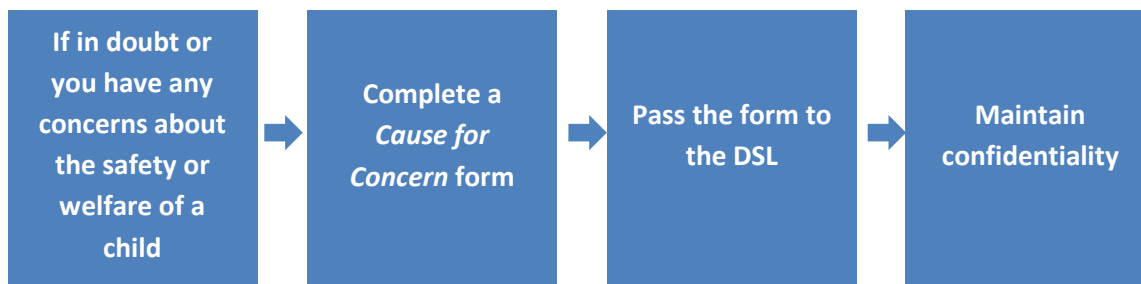 If in doubt or
you have any
concerns about
the safety or
welfare of a
child
Complete a
Cause for
Concern form
Pass the form to
the DSL
Maintain
confidentiality